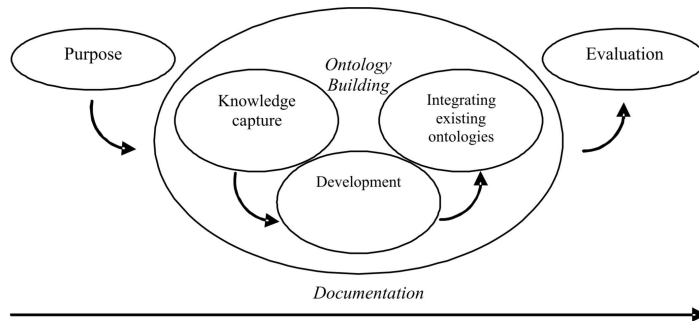 Purpose
Ontology
Building
Evaluation
Knowledge
capture
Integrating
existing
ontologies
Development
Documentation